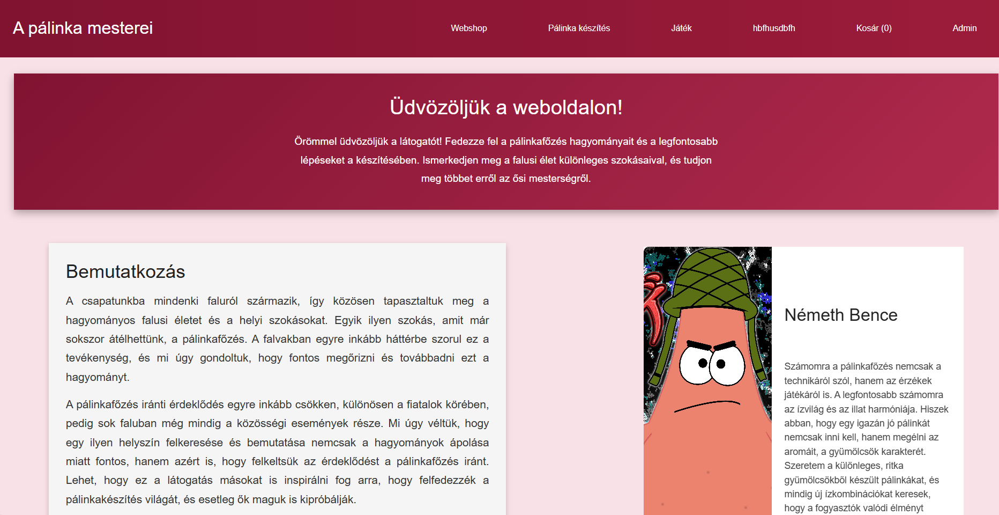 A pálinka mesterei
Webshop
Pálinka készítés
Játék
hbfhusdbfh
Kosár (0)
Admin
Üdvözöljük a weboldalon!
Örömmel üdvözöljük a látogatót! Fedezze fel a pálinkafőzés hagyományait és a legfontosabb
lépéseket a készítésében. Ismerkedjen meg a falusi élet különleges szokásaival, és tudjon
meg többet erről az ősi mesterségről.
Bemutatkozás
A csapatunkba mindenki faluról származik, így közösen tapasztaltuk meg a
hagyományos falusi életet és a helyi szokásokat. Egyik ilyen szokás, amit már
sokszor átélhettünk, a pálinkafőzés. A falvakban egyre inkább háttérbe szorul ez a
tevékenység, és mi úgy gondoltuk, hogy fontos megőrizni és továbbadni ezt a
hagyományt.
A pálinkafőzés iránti érdeklődés egyre inkább csökken, különösen a fiatalok körében,
pedig sok faluban még mindig a közösségi események része. Mi úgy véltük, hogy
egy ilyen helyszín felkeresése és bemutatása nemcsak a hagyományok ápolása
miatt fontos, hanem azért is, hogy felkeltsük az érdeklődést a pálinkafőzés iránt.
Lehet, hogy ez a látogatás másokat is inspirálni fog arra, hogy felfedezzék a
pálinkakészítés világát, és esetleg ők maguk is kipróbálják.
Németh Bence
Számomra a pálinkafőzés nemcsak a
technikáról szól, hanem az érzékek
játékáról is. A legfontosabb számomra
az ízvilág és az illat harmóniája. Hiszek
abban, hogy egy igazán jó pálinkát
nemcsak inni kell, hanem megélni az
aromáit, a gyümölcsök karakterét.
Szeretem a különleges, ritka
gyümölcsökből készült pálinkákat, és
mindig új ízkombinációkat keresek,
hogy a fogyasztók valódi élményt